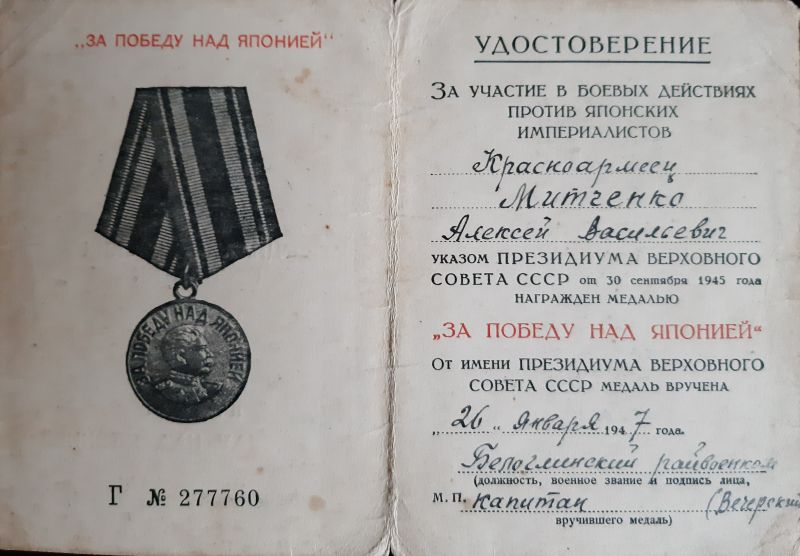 „ЗА ПОБЕДУ НАД ЯПОНИЕЙ“
ЗА ПОБЕДУ НАД ЯПОНИЕЙ
Г № 277760
УДОСТОВЕРЕНИЕ
ЗА УЧАСТИЕ В БОЕВЫХ ДЕЙСТВИЯХ
ПРОТИВ ЯПОНСКИХ
ИМПЕРИАЛИСТОВ
Красноармеец
Митченко
Алексей Васильевич
УКАЗОМ ПРЕЗИДИУМА ВЕРХОВНОГО
СОВЕТА СССР от 30 сентября 1945 года
НАГРАЖДЕН МЕДАЛЬЮ
„ЗА ПОБЕДУ НАД ЯПОНИЕЙ“
ОТ ИМЕНИ ПРЕЗИДИУМА ВЕРХОВНОГО
СОВЕТА СССР МЕДАЛЬ ВРУЧЕНА
„26“ января 1947 года.
Белоглинский райвоенком
(должность, военное звание и подпись лица,
М. П. капитан (Вечерский
вручившего медаль)